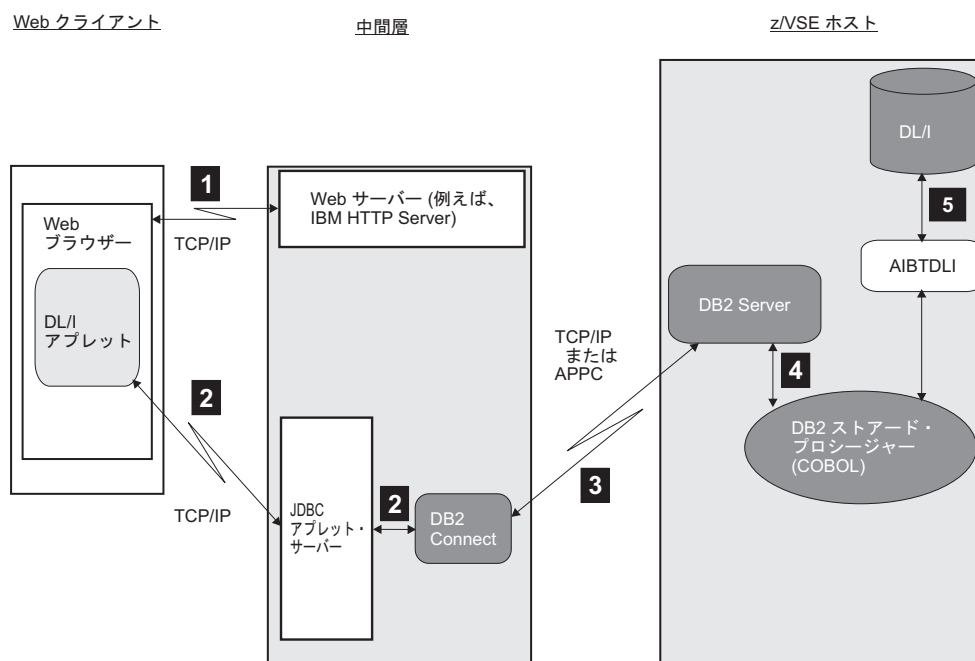 Web クライアント
中間層
z/VSE ホスト
DL/I
1
Web サーバー (例えば、
IBM HTTP Server)
5
Web
ブラウザー
TCP/IP
AIBTDLI
DL/I
アプレット
DB2 Server
TCP/IP
または
APPC
4
2
DB2 ストアード・
プロシージャー
(COBOL)
3
TCP/IP
JDBC
アプレット・
サーバー
2
DB2
Connect